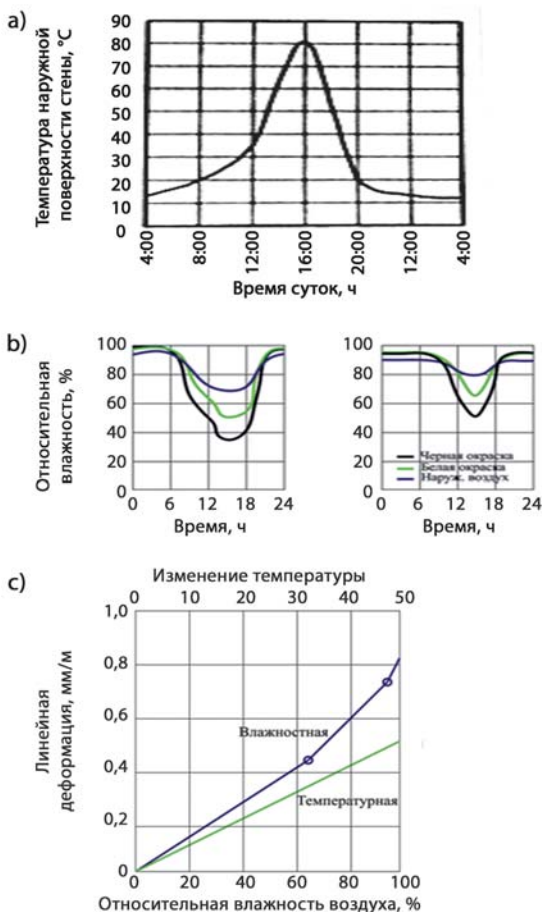 a)
Температура наружной
поверхности стены, °C
90
80
70
60
50
40
30
20
10
0
4:00
8:00
12:00
16:00
20:00
12:00
4:00
Время суток, ч
b)
Относительная
влажность, %
100
80
60
40
20
0
0 6 12 18 24
Время, ч
100
80
60
40
20
0
Черная окраска
Белая окраска
Наруж. воздух
0 6 12 18 24
Время, ч
c)
Изменение температуры
0 10 20 30 40 50
Линейная
деформация, мм/м
1,0
0,8
0,6
0,4
0,2
0
Влажностная
Температурная
0 20 40 60 80 100
Относительная влажность воздуха, %